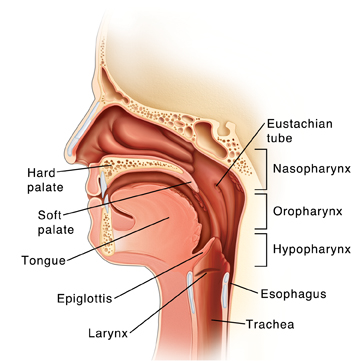 Eustachian
tube
Nasopharynx
Hard
palate
Oropharynx
Soft
palate
Hypopharynx
Tongue
Epiglottis
Esophagus
Trachea
Larynx